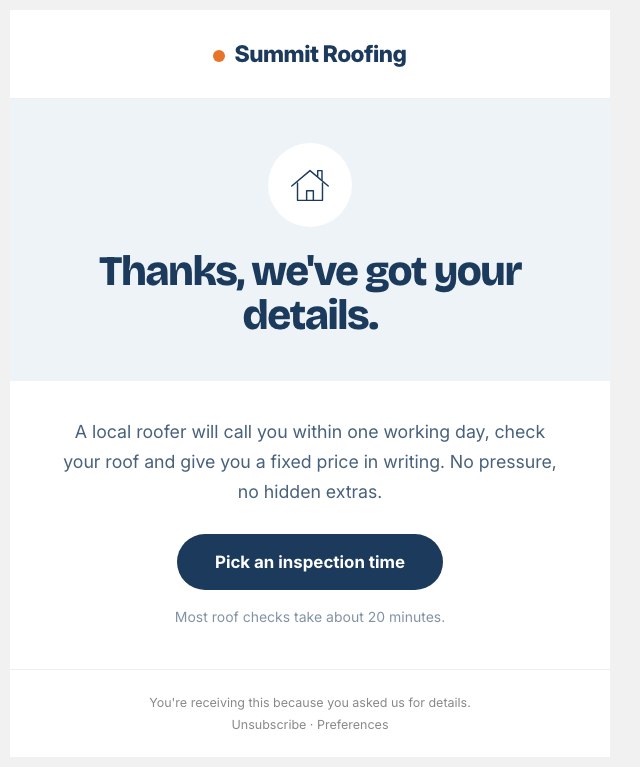 Summit Roofing
Thanks, we've got your
details.
A local roofer will call you within one working day, check
your roof and give you a fixed price in writing. No pressure,
no hidden extras.
Pick an inspection time
Most roof checks take about 20 minutes.
You're receiving this because you asked us for details.
Unsubscribe · Preferences